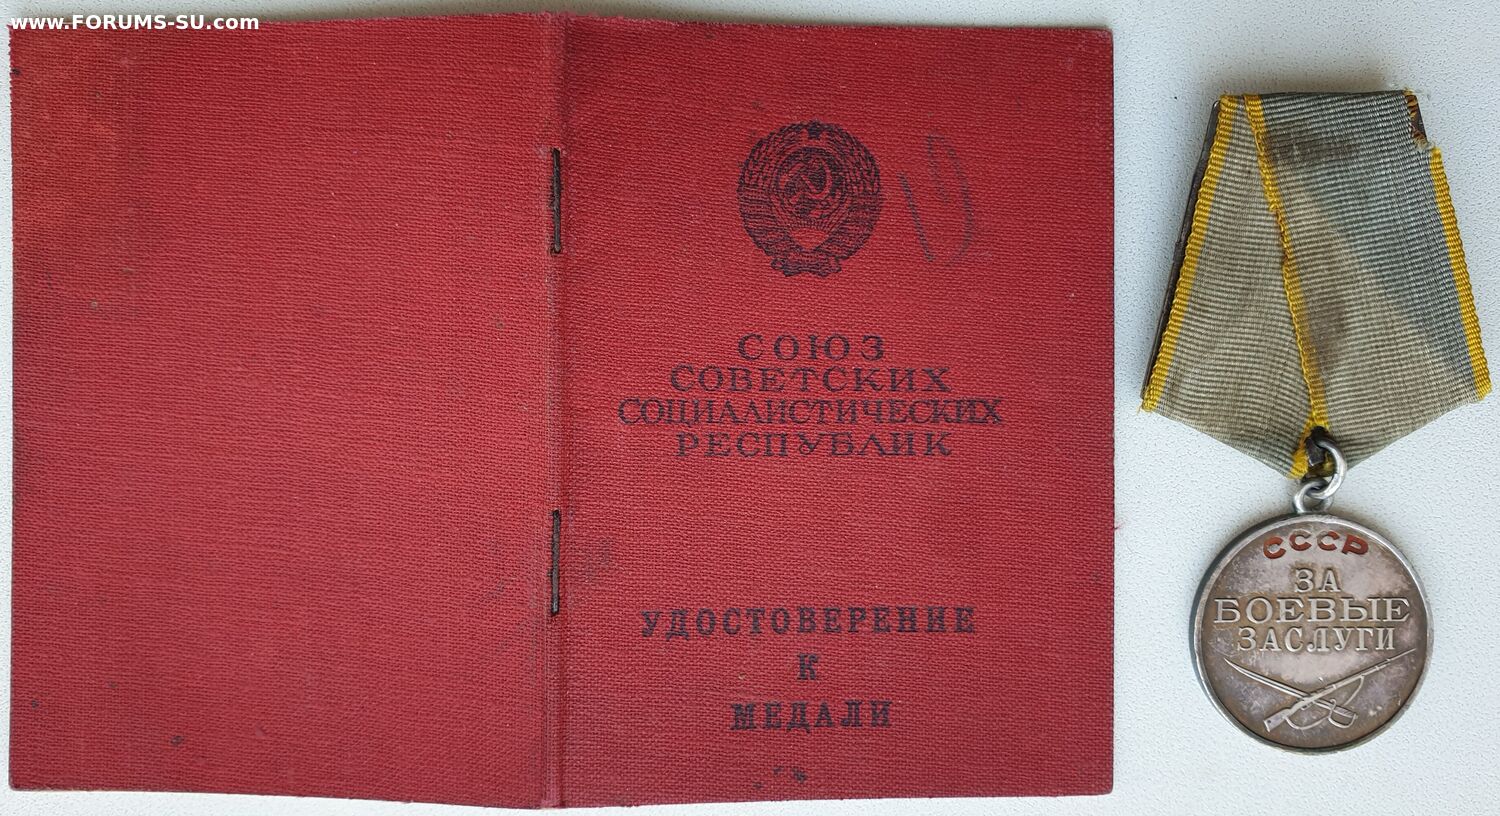 www.FORUMS-SU.com
СОЮЗ
СОВЕТСКИХ
СОЦИАЛИСТИЧЕСКИХ
РЕСПУБЛИК
УДОСТОВЕРЕНИЕ
К
МЕДАЛИ
СССР
ЗА
БОЕВЫЕ
ЗАСЛУГИ